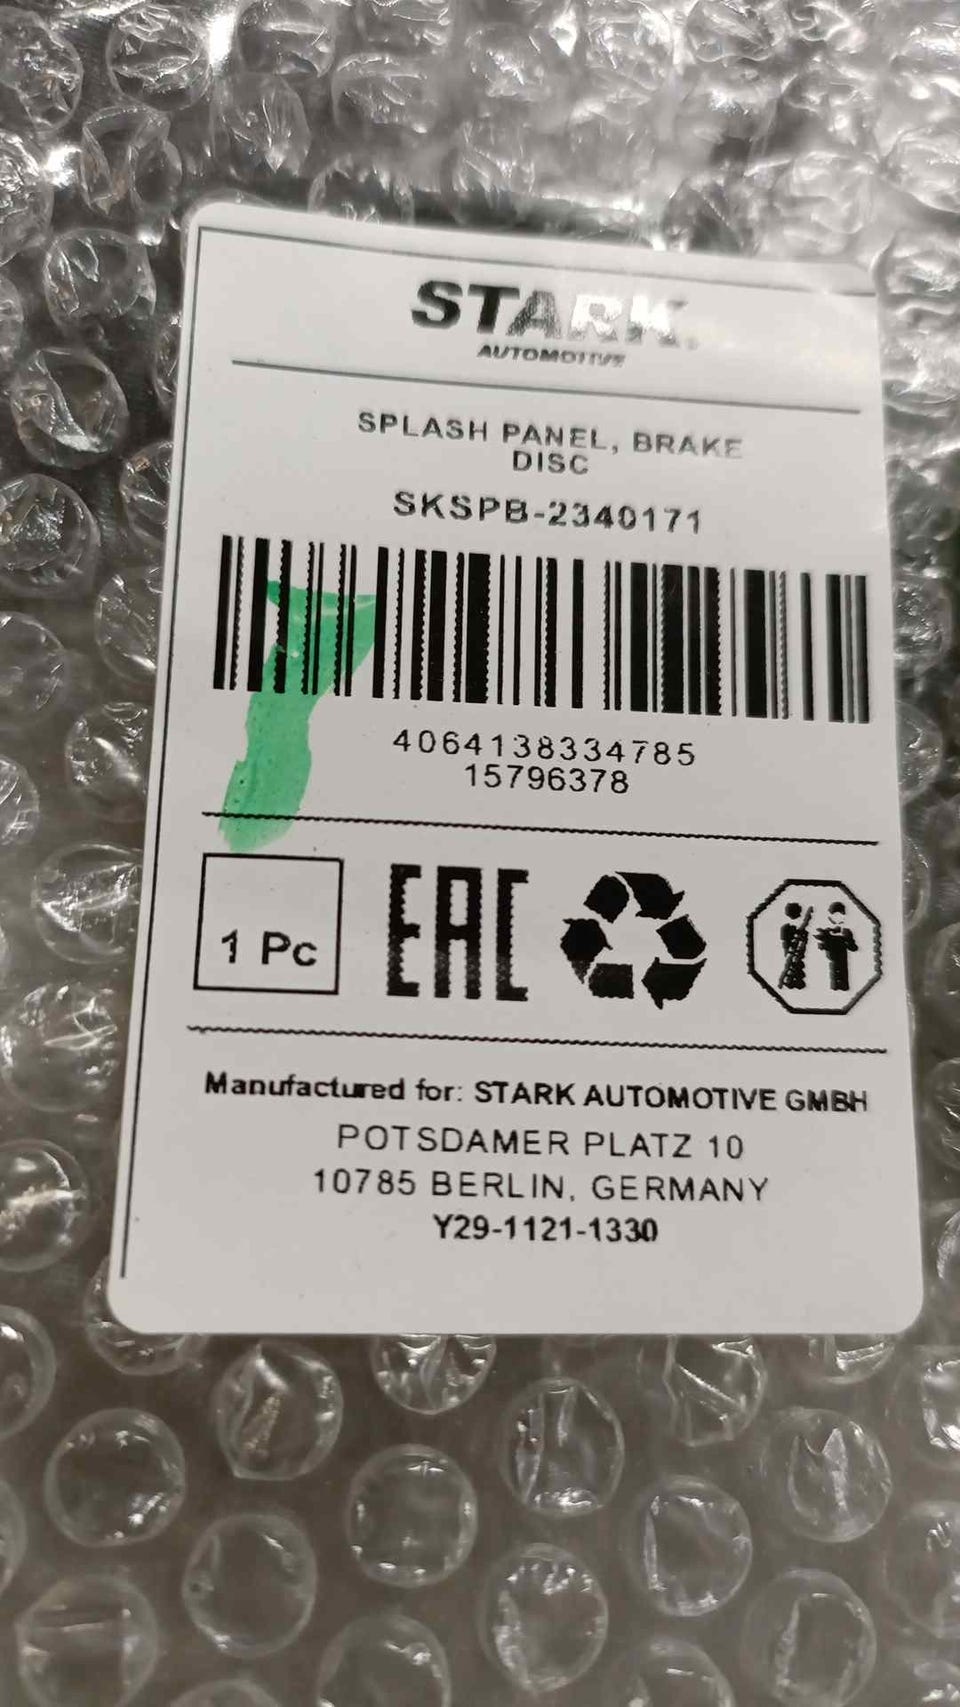 STARK
AUTOMOTIVE
SPLASH PANEL, BRAKE
DISC
SKSPB-2340171
4064138334785
15796378
1 Pc
EAC
Manufactured for: STARK AUTOMOTIVE GMBH
POTSDAMER PLATZ 10
10785 BERLIN, GERMANY
Y29-1121-1330